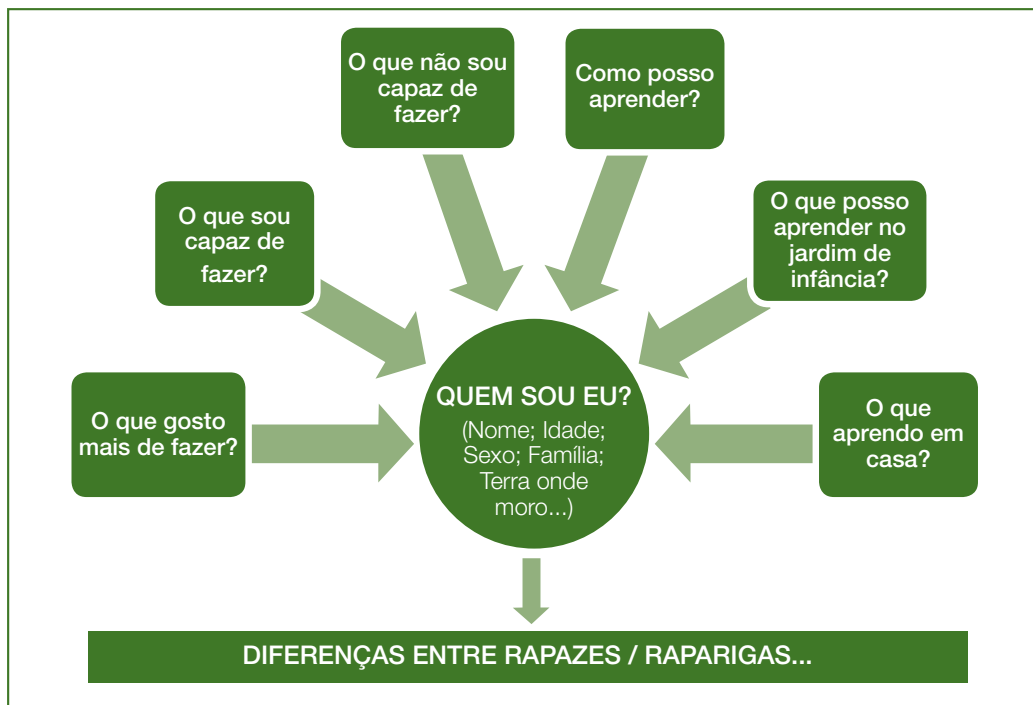 O que não sou
capaz de
fazer?
Como posso
aprender?
O que sou
capaz de
fazer?
O que posso
aprender no
jardim de
infância?
O que gosto
mais de fazer?
QUEM SOU EU?
(Nome; Idade;
Sexo; Família;
Terra onde
moro...)
O que
aprendo em
casa?
DIFERENÇAS ENTRE RAPAZES / RAPARIGAS...